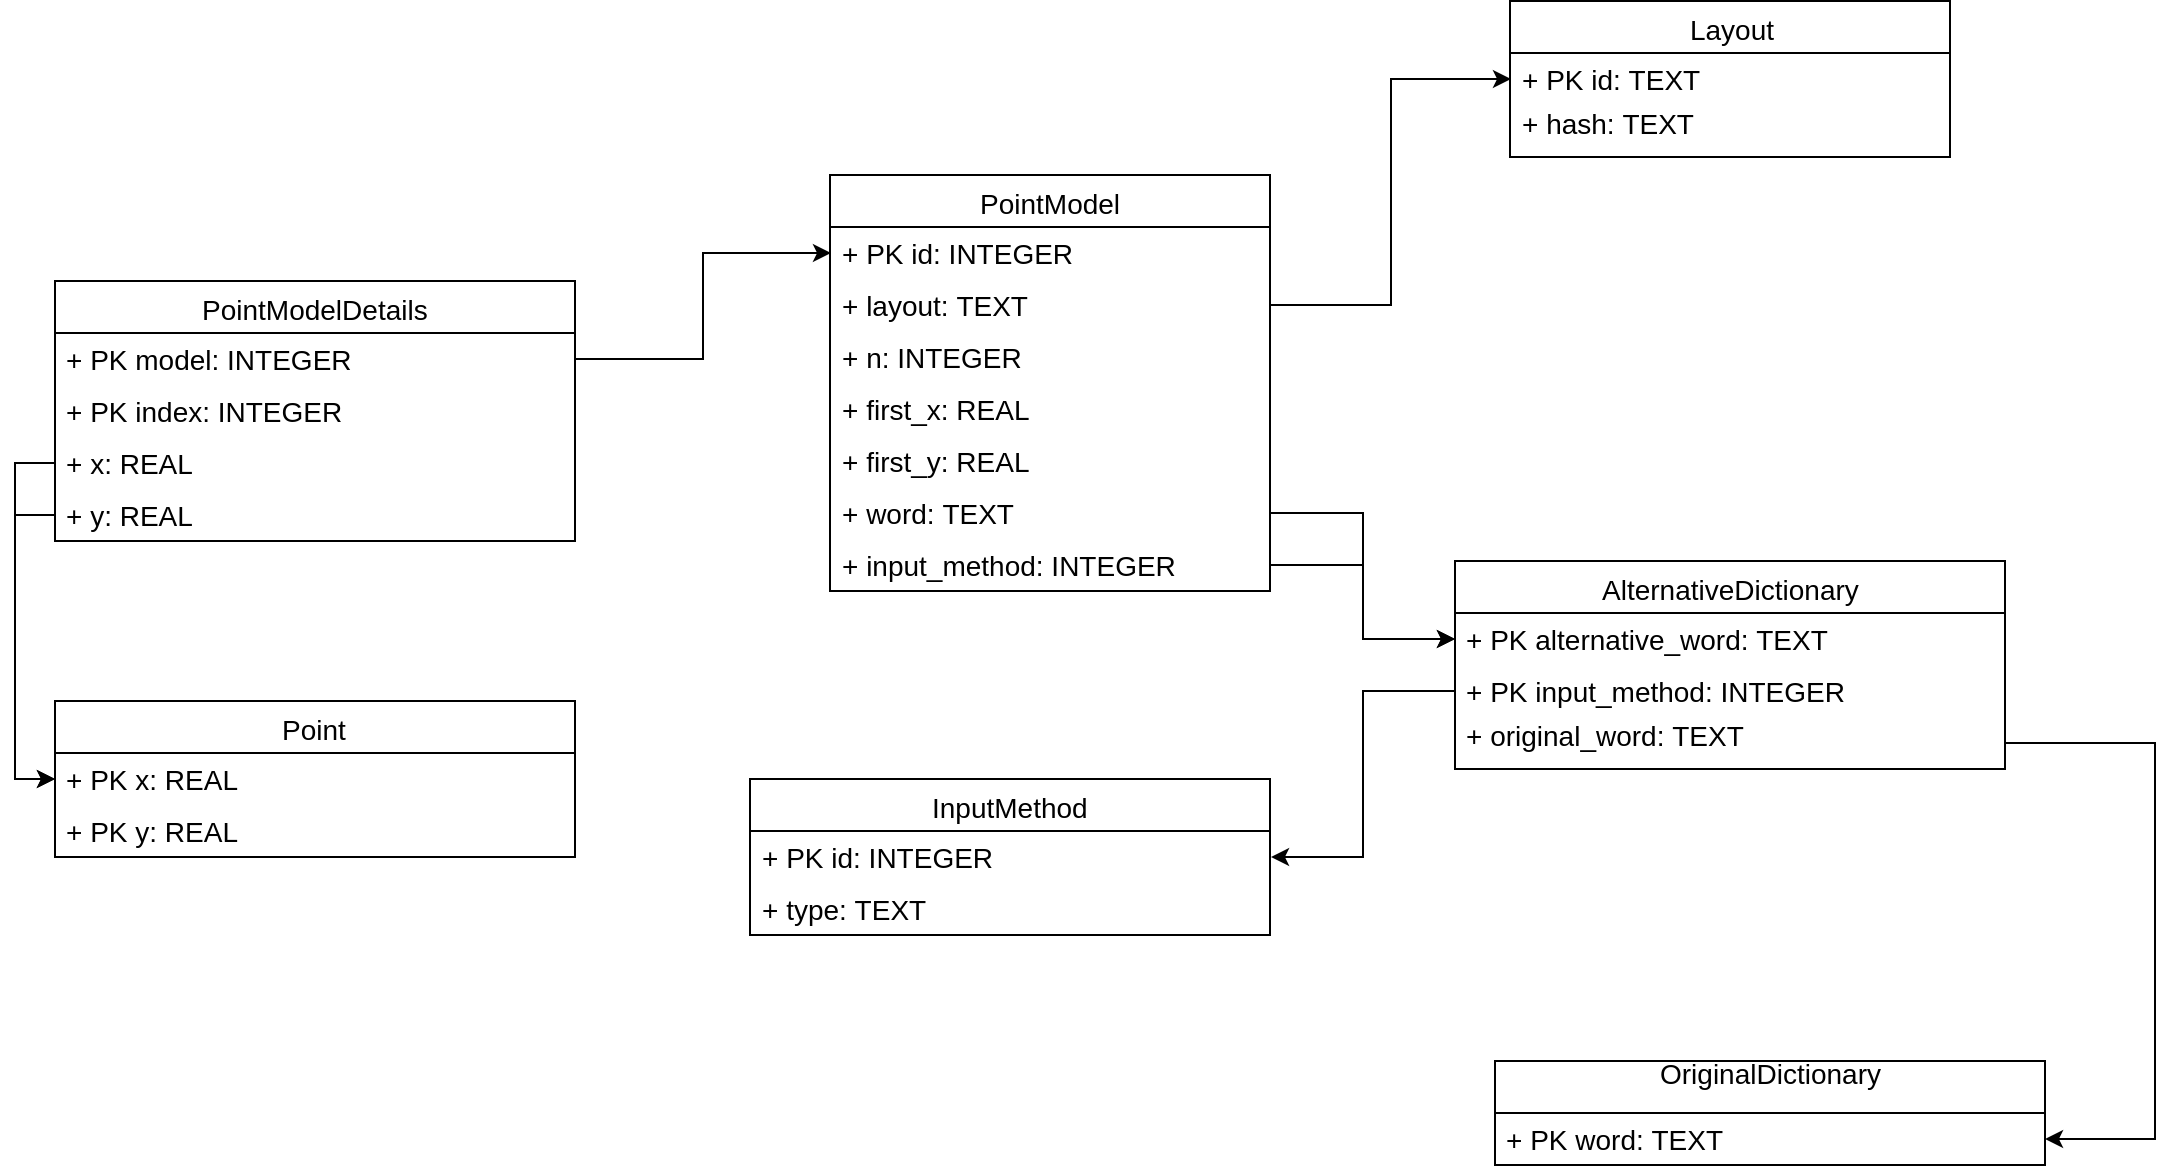 Layout
+ PK id: TEXT
+ hash: TEXT
PointModel
+ PK id: INTEGER
+ layout: TEXT
+ n: INTEGER
+ first_x: REAL
+ first_y: REAL
+ word: TEXT
+ input_method: INTEGER
PointModelDetails
+ PK model: INTEGER
+ PK index: INTEGER
+ x: REAL
+ y: REAL
AlternativeDictionary
+ PK alternative_word: TEXT
+ PK input_method: INTEGER
+ original_word: TEXT
Point
+ PK x: REAL
+ PK y: REAL
InputMethod
+ PK id: INTEGER
+ type: TEXT
OriginalDictionary
+ PK word: TEXT